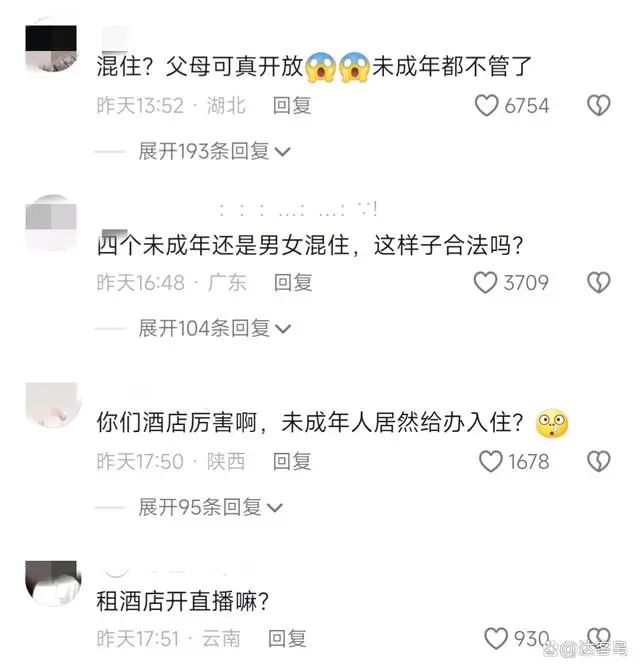 混住？父母可真开放😱😱未成年都不管了
昨天13:52 · 湖北 回复 6754
展开193条回复
: : : ...: ...: ∵!
四个未成年还是男女混住，这样子合法吗？
昨天16:48 · 广东 回复 3709
展开104条回复
你们酒店厉害啊，未成年人居然给办入住？
昨天17:50 · 陕西 回复 1678
展开95条回复
租酒店开直播嘛？
昨天17:51 · 云南 回复 930
达客岛